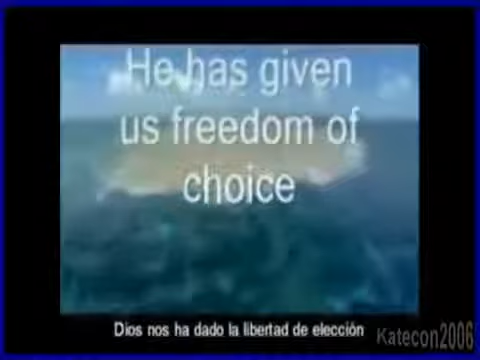 He has given
us freedom of
choice
Dios nos ha dado la libertad de elección
Katecon2006